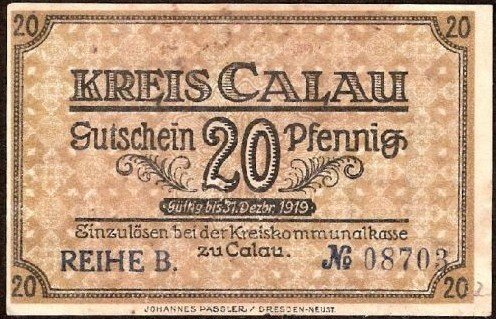 20 20
KREIS CALAU
Gutschein 20 Pfennig
Gültig bis 31. Dezbr. 1919
Einzulösen bei der Kreiskommunalkasse
zu Calau.
REIHE B. № 08703
20 20
JOHANNES PASSLER / DRESDEN-NEUST.